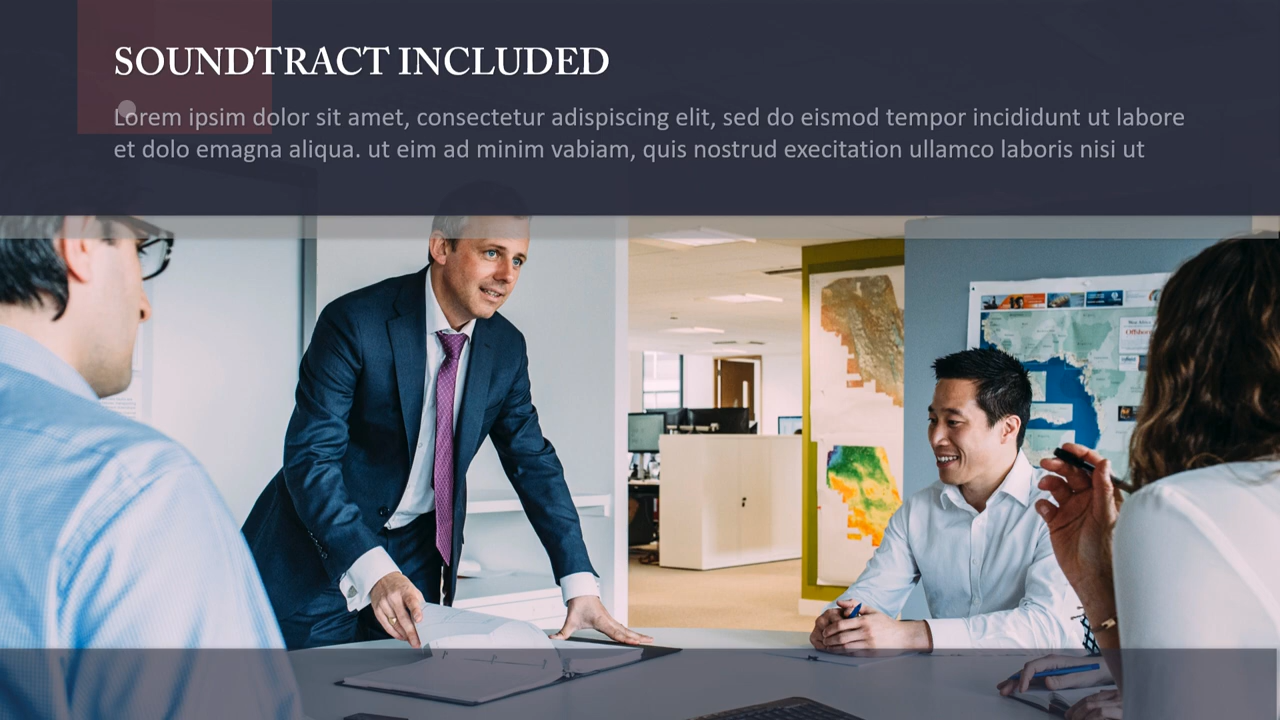 SOUNDTRACT INCLUDED
Lorem ipsim dolor sit amet, consectetur adipiscing elit, sed do eismod tempor incididunt ut labore
et dolo emagna aliqua. ut eim ad minim vabiam, quis nostrud execitation ullamco laboris nisi ut